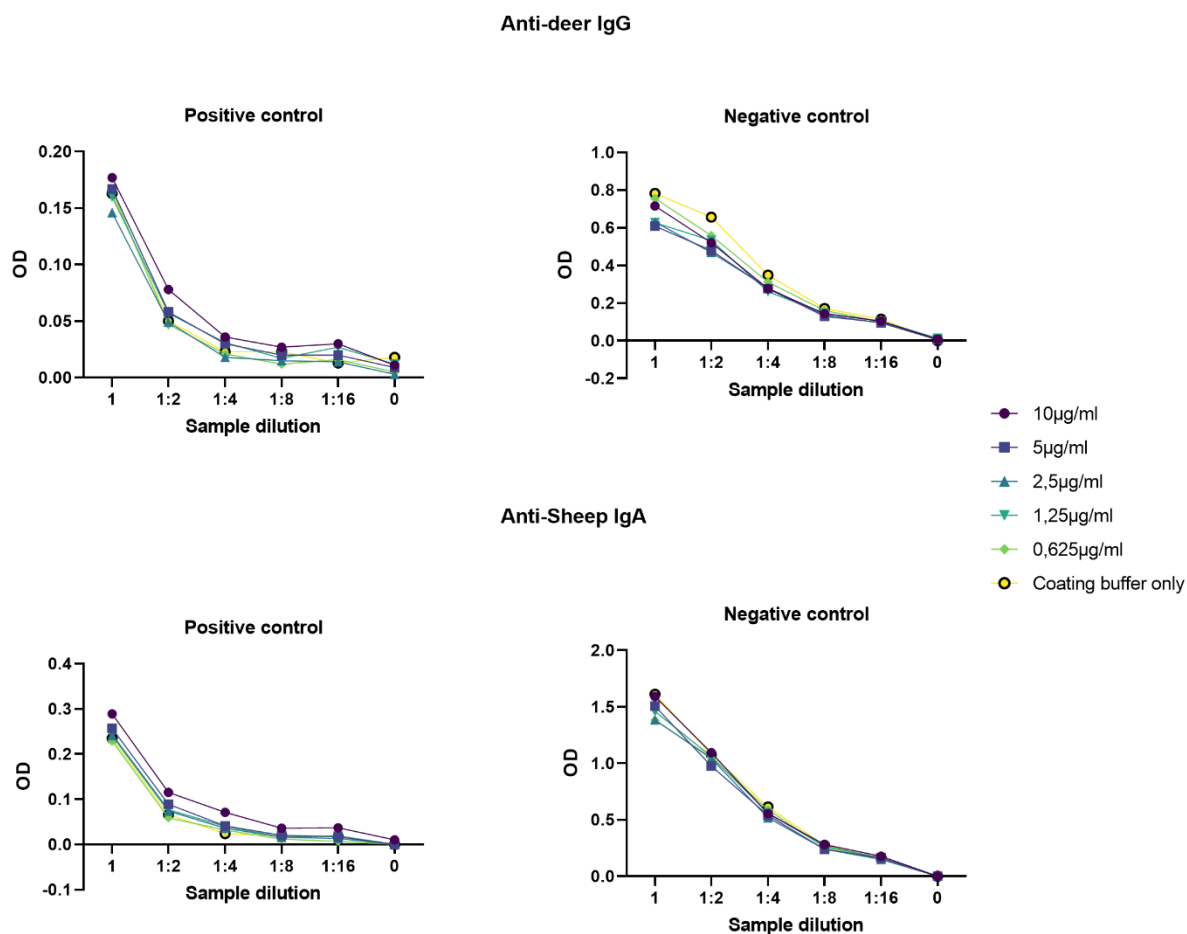 Anti-deer IgG
Positive control
0.20
0.15
0.10
0.05
0.00
OD
1 1:2 1:4 1:8 1:16 0
Sample dilution
Negative control
1.0
0.8
0.6
0.4
0.2
0.0
-0.2
OD
1 1:2 1:4 1:8 1:16 0
Sample dilution
10µg/ml
5µg/ml
2,5µg/ml
1,25µg/ml
0,625µg/ml
Coating buffer only
Anti-Sheep IgA
Positive control
0.4
0.3
0.2
0.1
0.0
-0.1
OD
1 1:2 1:4 1:8 1:16 0
Sample dilution
Negative control
2.0
1.5
1.0
0.5
0.0
OD
1 1:2 1:4 1:8 1:16 0
Sample dilution